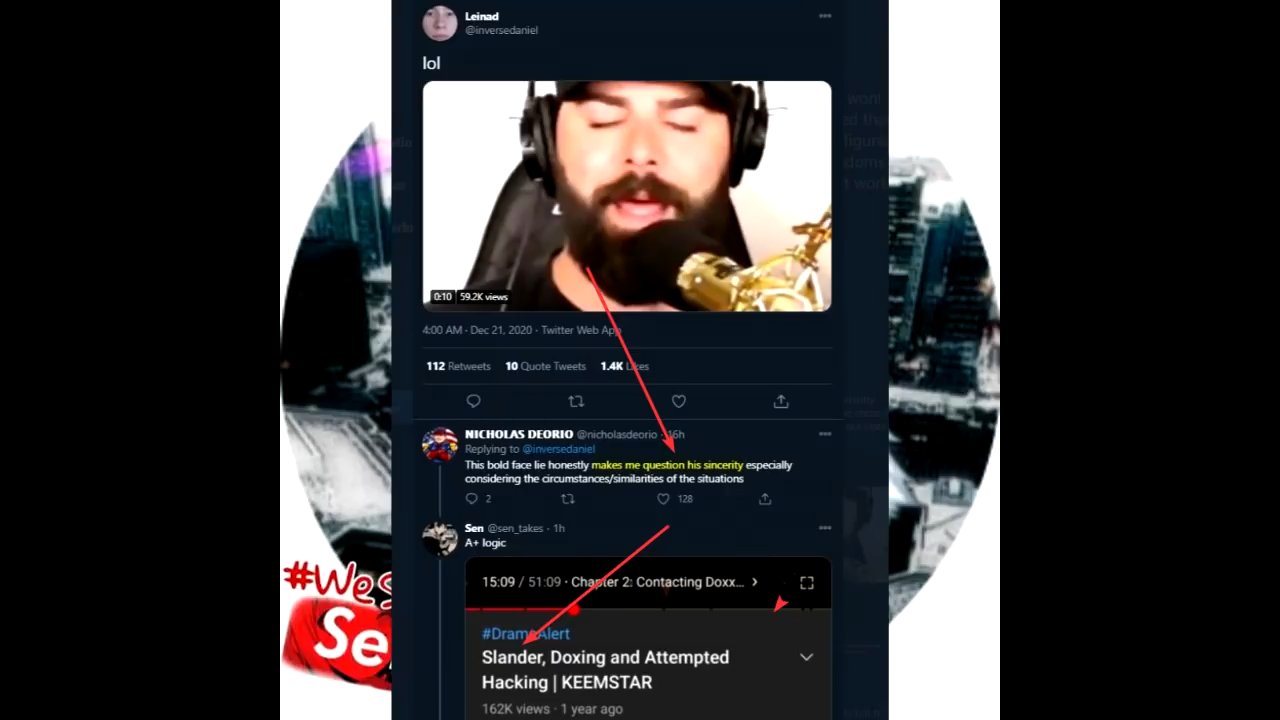 Leinad
@inversedaniel
lol
0:10 59.2K views
4:00 AM · Dec 21, 2020 · Twitter Web App
112 Retweets 10 Quote Tweets 1.4K Likes
NICHOLAS DEORIO @nicholasdeorio · 16h
Replying to @inversedaniel
This bold face lie honestly makes me question his sincerity especially
considering the circumstances/similarities of the situations
2 128
Sen @sen_takes · 1h
A+ logic
15:09 / 51:09 · Chapter 2: Contacting Doxx... >
#DramaAlert
Slander, Doxing and Attempted
Hacking | KEEMSTAR
162K views · 1 year ago
#WeS
Se